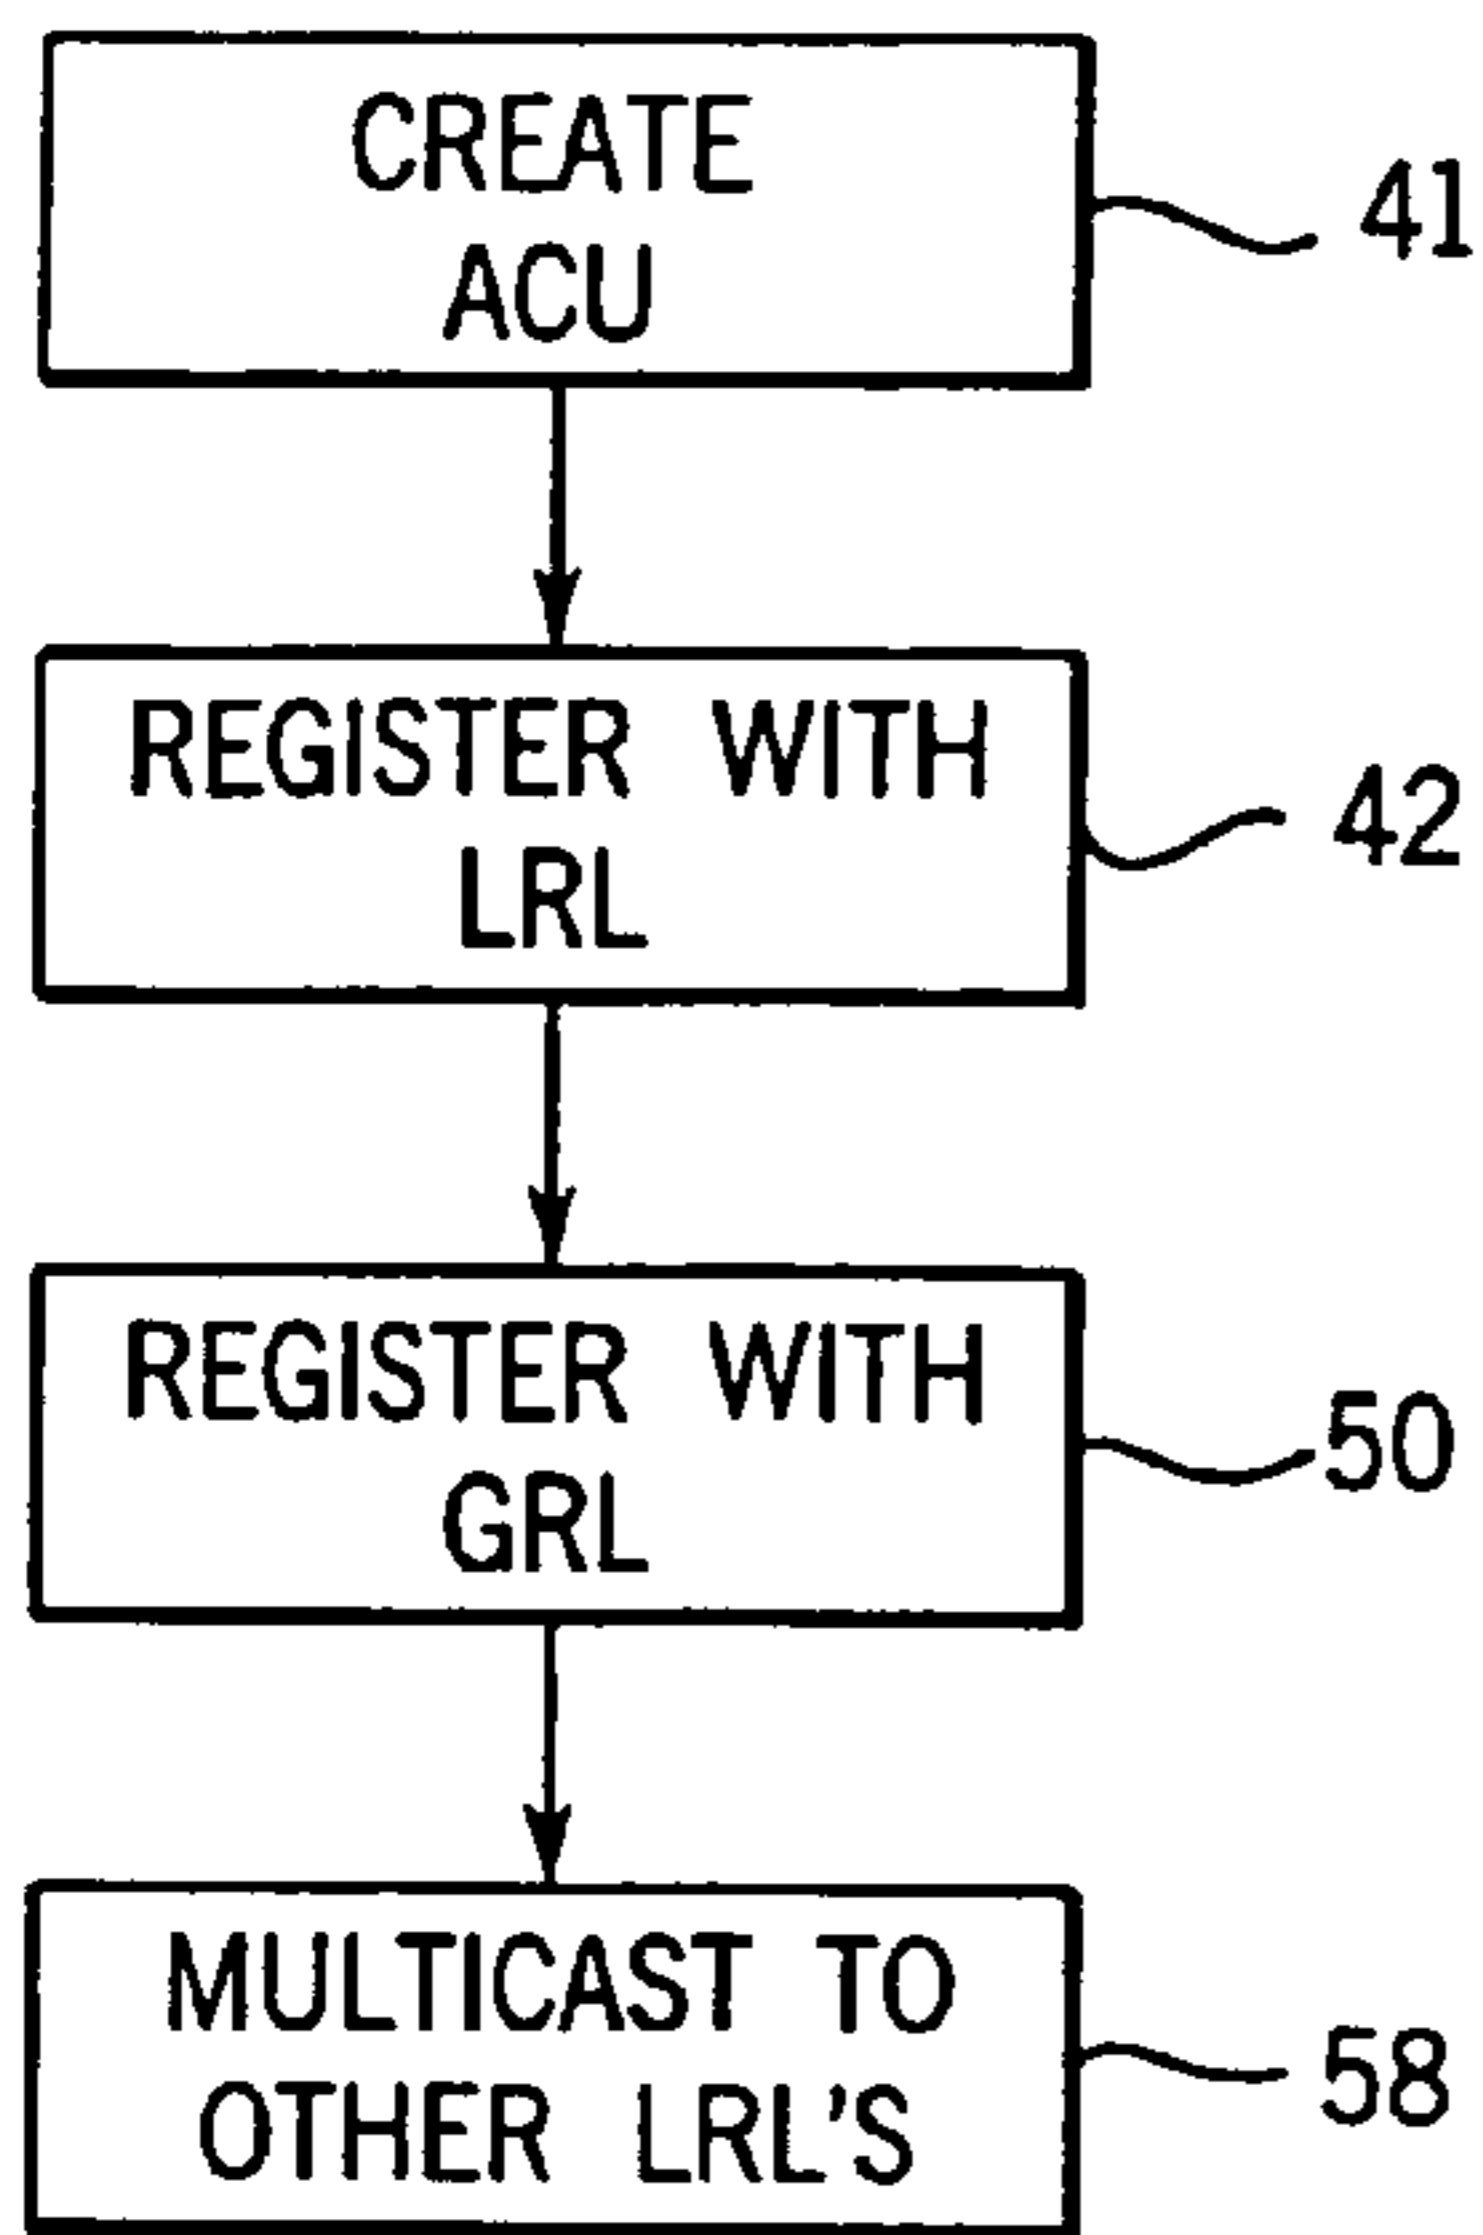 CREATE
ACU
41
REGISTER WITH
LRL
42
REGISTER WITH
GRL
50
MULTICAST TO
OTHER LRL'S
58